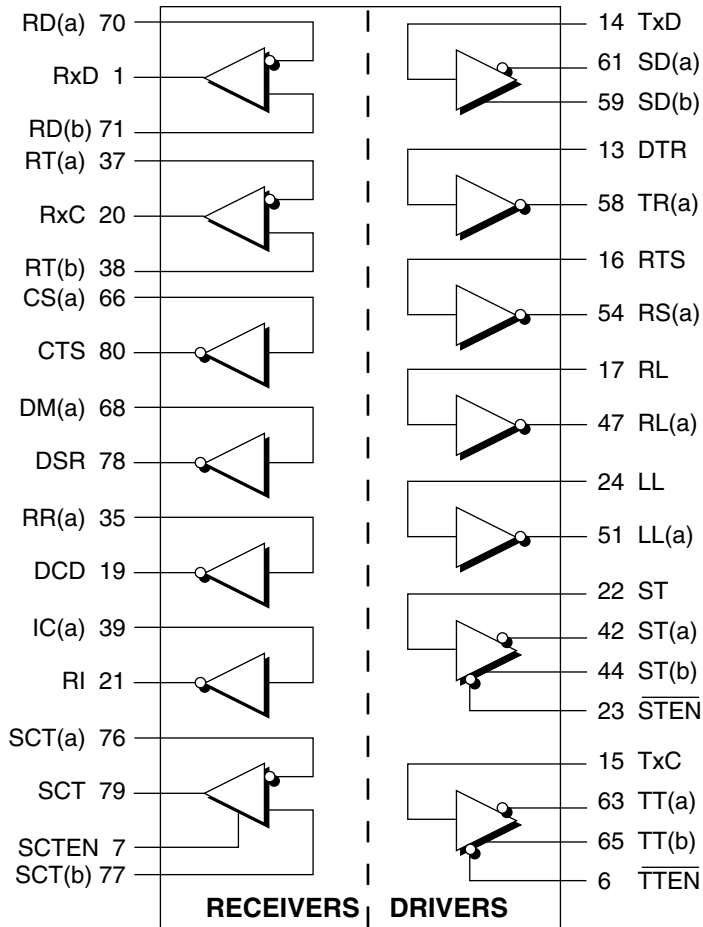 RD(a) 70
RxD 1
RD(b) 71
RT(a) 37
RxC 20
RT(b) 38
CS(a) 66
CTS 80
DM(a) 68
DSR 78
RR(a) 35
DCD 19
IC(a) 39
RI 21
SCT(a) 76
SCT 79
SCTEN 7
SCT(b) 77
RECEIVERS
14 TxD
61 SD(a)
59 SD(b)
13 DTR
58 TR(a)
16 RTS
54 RS(a)
17 RL
47 RL(a)
24 LL
51 LL(a)
22 ST
42 ST(a)
44 ST(b)
23 S̅T̅E̅N̅
15 TxC
63 TT(a)
65 TT(b)
6 T̅T̅E̅N̅
DRIVERS